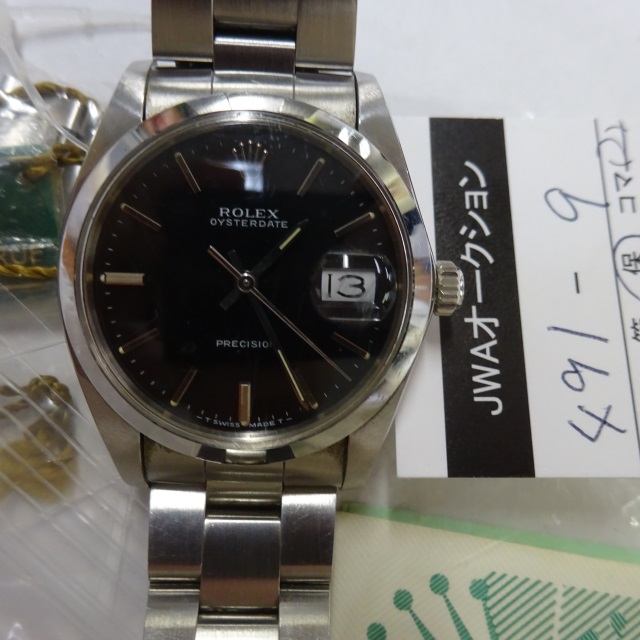 ROLEX
OYSTERDATE
13
PRECISION
SWISS MADE T
JWAオークション
491-9
コマ
保